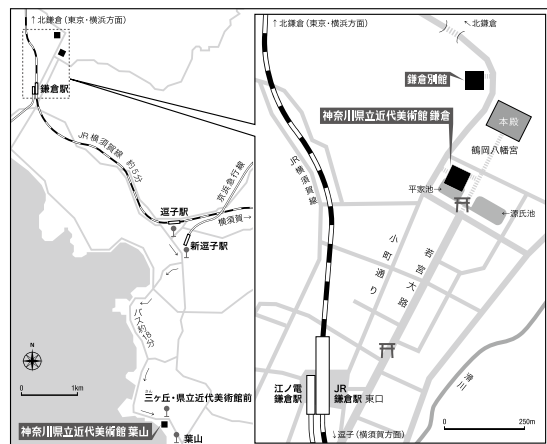 ↑北鎌倉(東京・横浜方面)
鎌倉駅
JR横須賀線 約5分
京浜急行線
逗子駅
横須賀→
新逗子駅
バス約18分
N
0 1km
三ヶ丘・県立近代美術館前
神奈川県立近代美術館 葉山
葉山
↑北鎌倉(東京・横浜方面)
↑北鎌倉
鎌倉別館
神奈川県立近代美術館 鎌倉
本殿
鶴岡八幡宮
平家池→
←源氏池
JR横須賀線
小町通り
若宮大路
滑川
江ノ電
鎌倉駅
JR
鎌倉駅 東口
↓逗子(横須賀方面)
0 250m